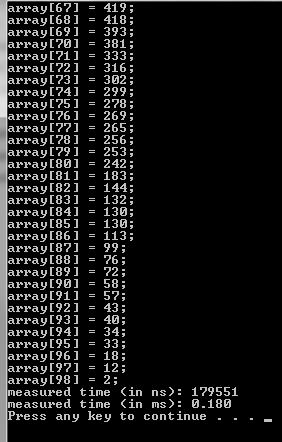 array[67] = 419;
array[68] = 418;
array[69] = 393;
array[70] = 381;
array[71] = 333;
array[72] = 316;
array[73] = 302;
array[74] = 299;
array[75] = 278;
array[76] = 269;
array[77] = 265;
array[78] = 256;
array[79] = 253;
array[80] = 242;
array[81] = 183;
array[82] = 144;
array[83] = 132;
array[84] = 130;
array[85] = 130;
array[86] = 113;
array[87] = 99;
array[88] = 76;
array[89] = 72;
array[90] = 58;
array[91] = 57;
array[92] = 43;
array[93] = 40;
array[94] = 34;
array[95] = 33;
array[96] = 18;
array[97] = 12;
array[98] = 2;
measured time (in ns): 179551
measured time (in ms): 0.180
Press any key to continue . . . _